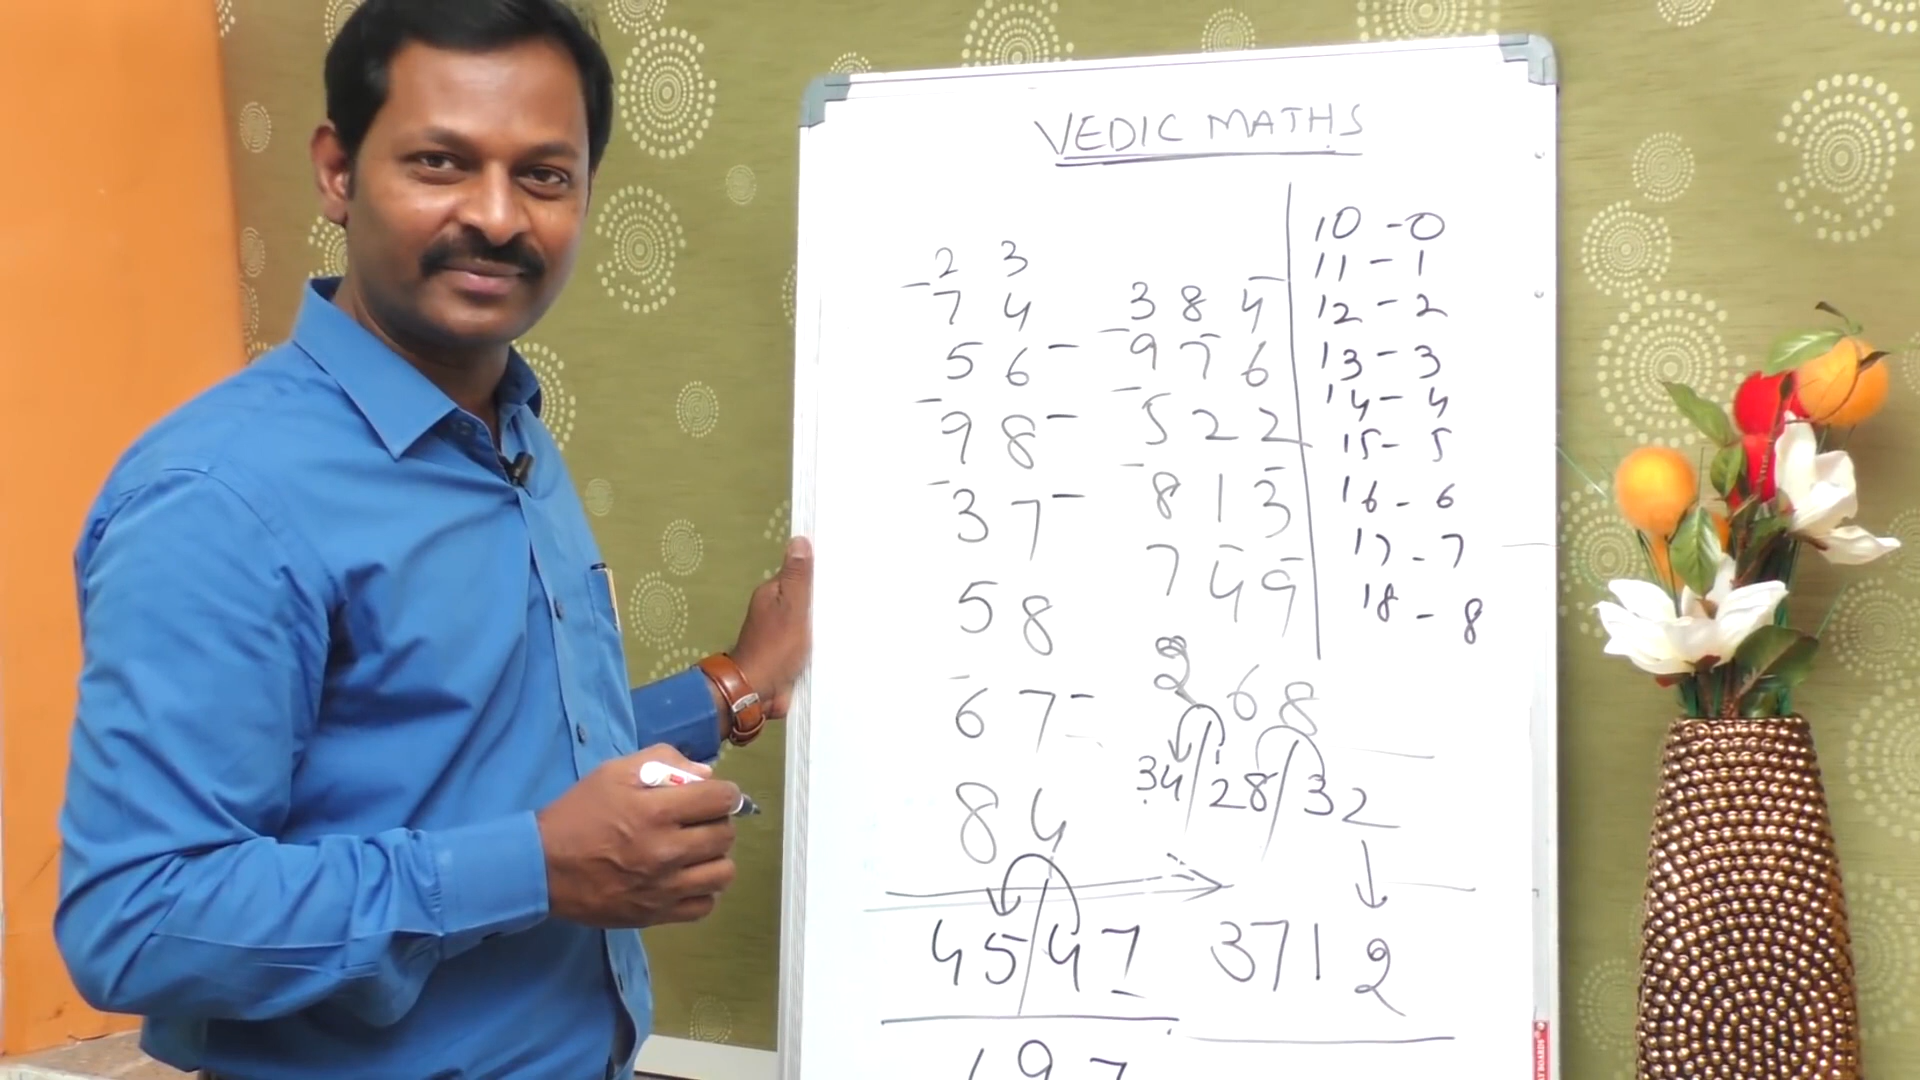 VEDIC MATHS
2 3
7 4
5 6 -
9 8 -
3 7 -
5 8
6 7 -
8 4
45/47
197
3 8 4
9 7 6
5 2 2
8 1 3
7 4 9
2 6 8
34/28/32
3712
10 - 0
11 - 1
12 - 2
13 - 3
14 - 4
15 - 5
16 - 6
17 - 7
18 - 8